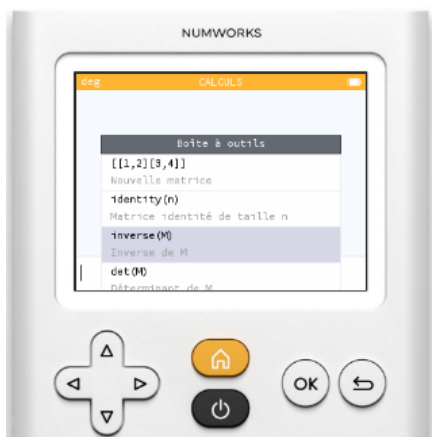 NUMWORKS
deg CALCULS
Boîte à outils
[[1,2][3,4]]
Nouvelle matrice
identity(n)
Matrice identité de taille n
inverse(M)
Inverse de M
det(M)
Déterminant de M
OK